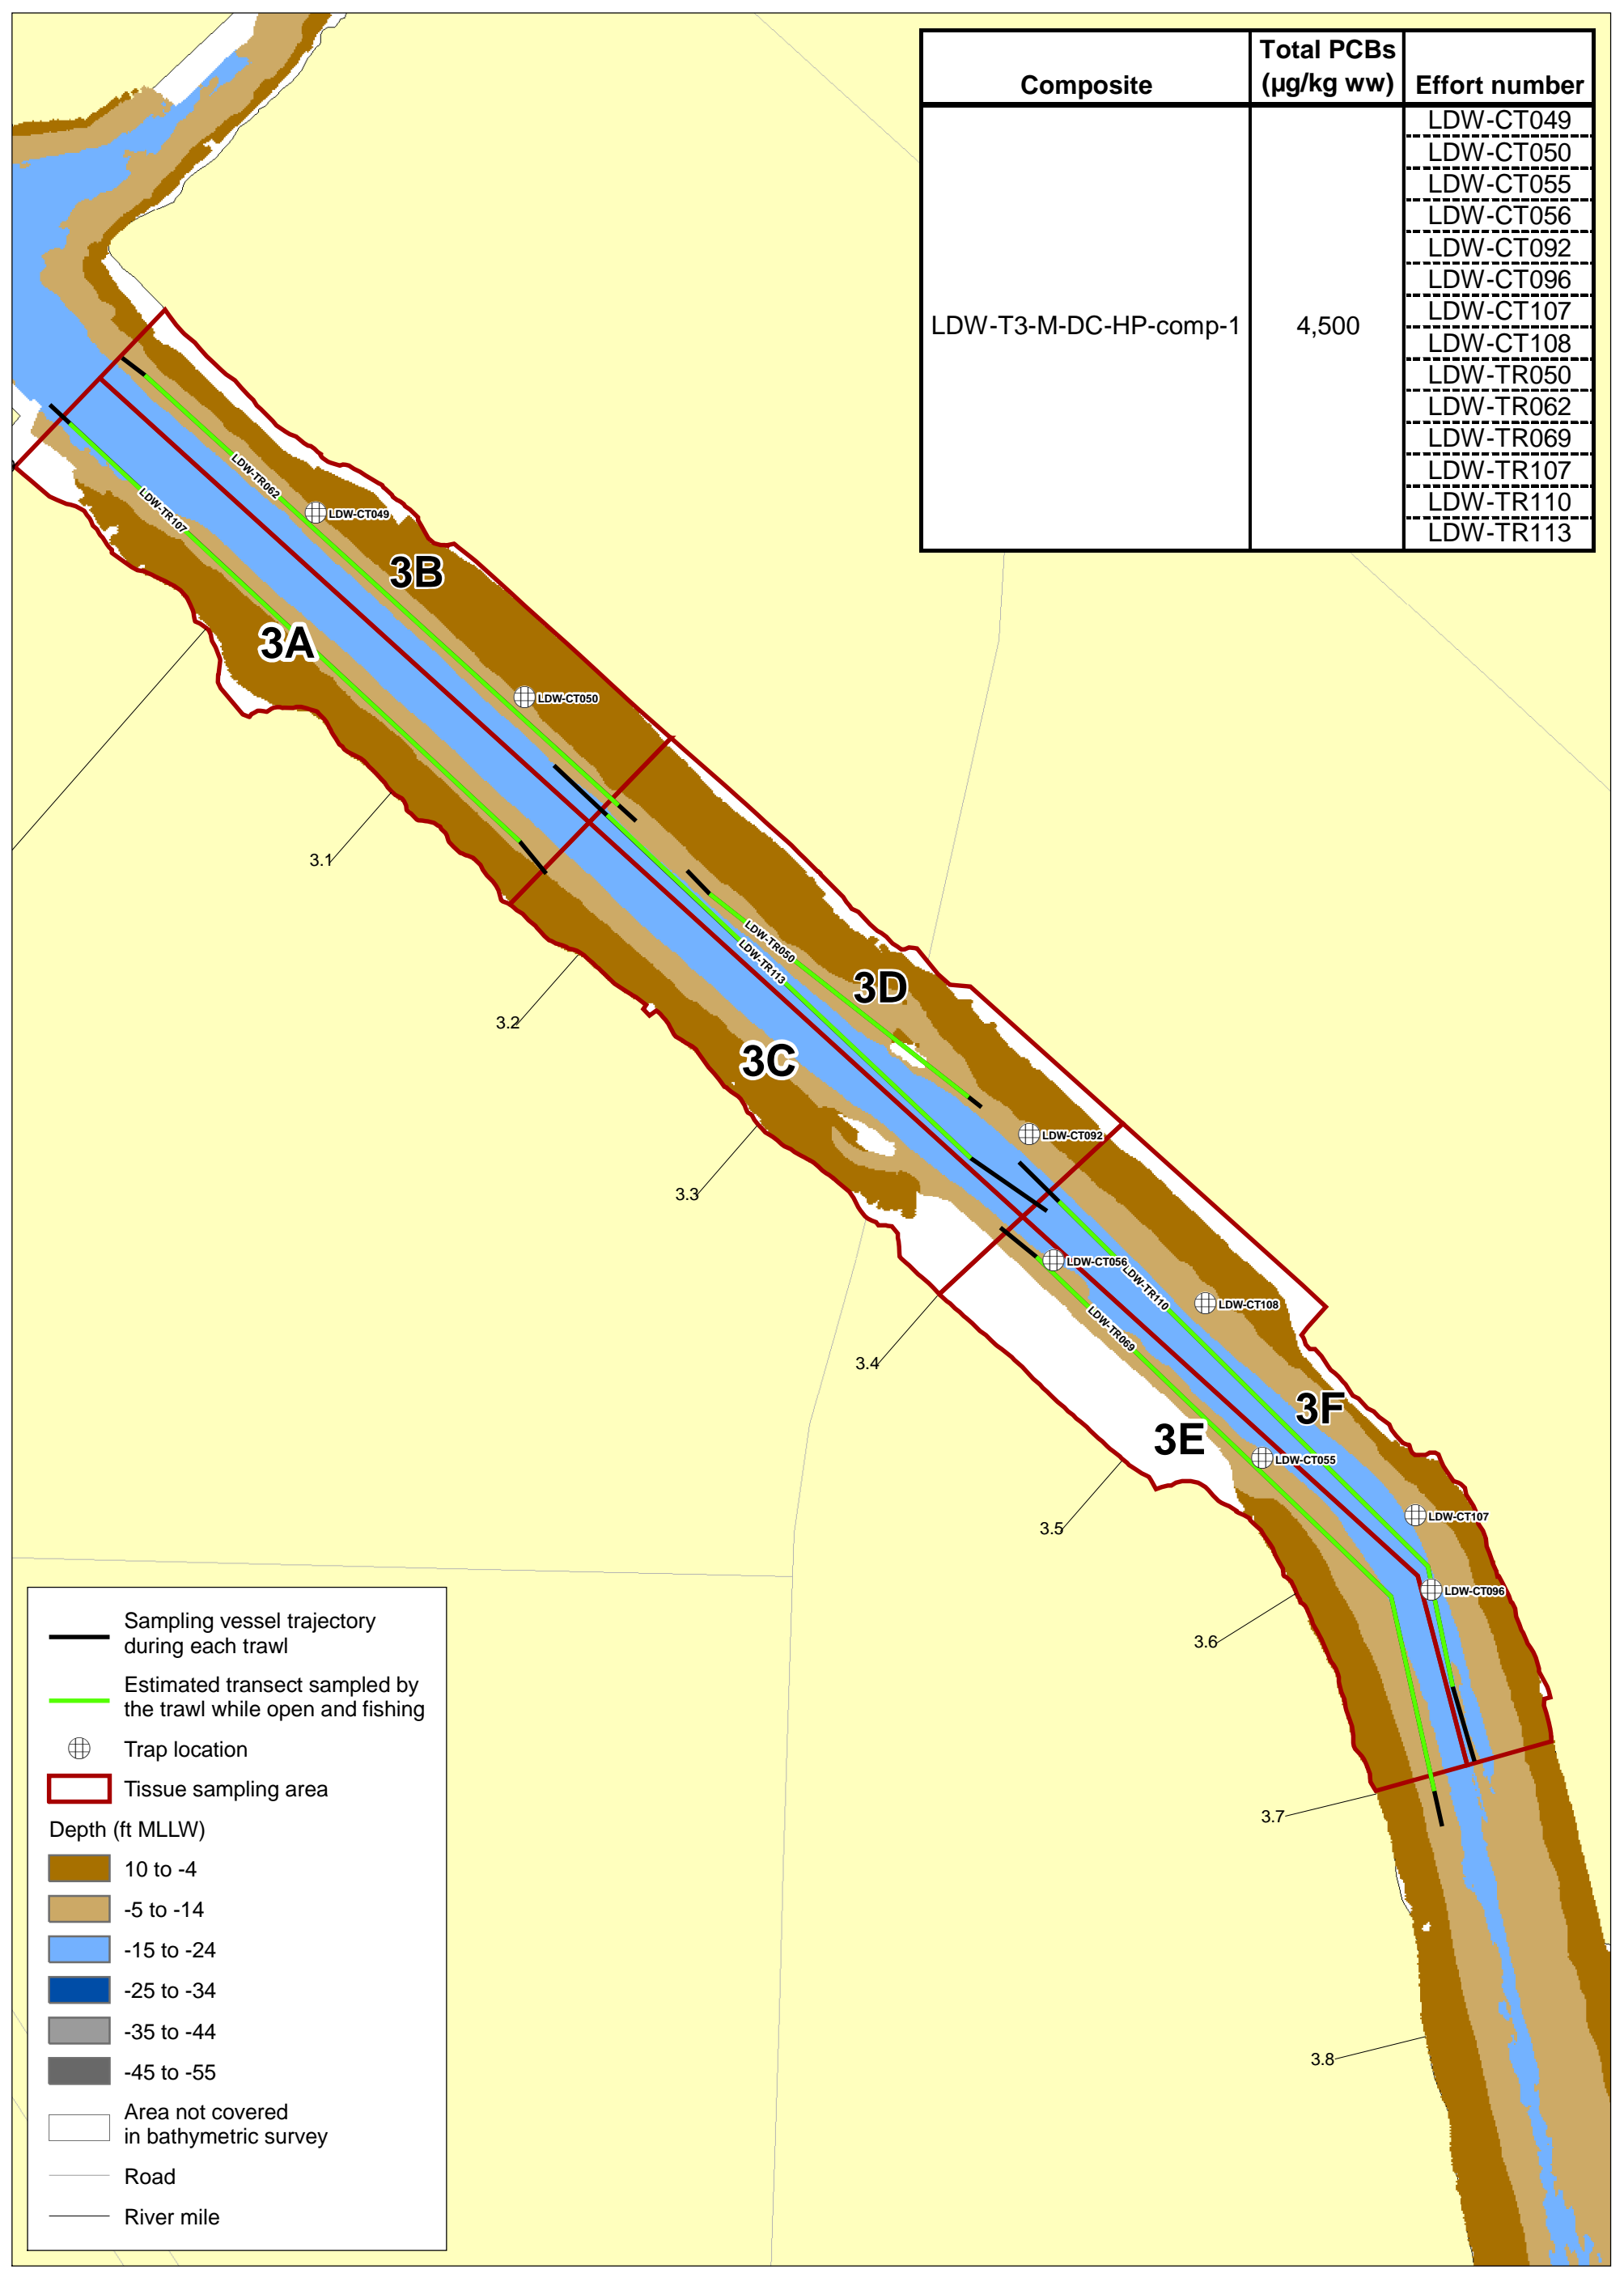 Total PCBs
Composite (µg/kg ww) Effort number
LDW-CT049
LDW-CT050
LDW-CT055
LDW-CT056
LDW-CT092
LDW-CT096
LDW-CT107
LDW-T3-M-DC-HP-comp-1 4,500
LDW-CT108
LDW-TR050
LDW-TR062
LDW-TR069
LDW-TR107
LDW-TR110
LDW-TR113
LDW-TR062
LDW-TR107
LDW-CT049
3B
3A
LDW-CT050
3.1
LDW-TR050
LDW-TR113
3D
3.2
3C
LDW-CT092
3.3
LDW-CT056
LDW-TR110
LDW-CT108
LDW-TR069
3.4
3F
3E
LDW-CT055
LDW-CT107
3.5
LDW-CT096
3.6
3.7
3.8
Sampling vessel trajectory
during each trawl
Estimated transect sampled by
the trawl while open and fishing
Trap location
Tissue sampling area
Depth (ft MLLW)
10 to -4
-5 to -14
-15 to -24
-25 to -34
-35 to -44
-45 to -55
Area not covered
in bathymetric survey
Road
River mile